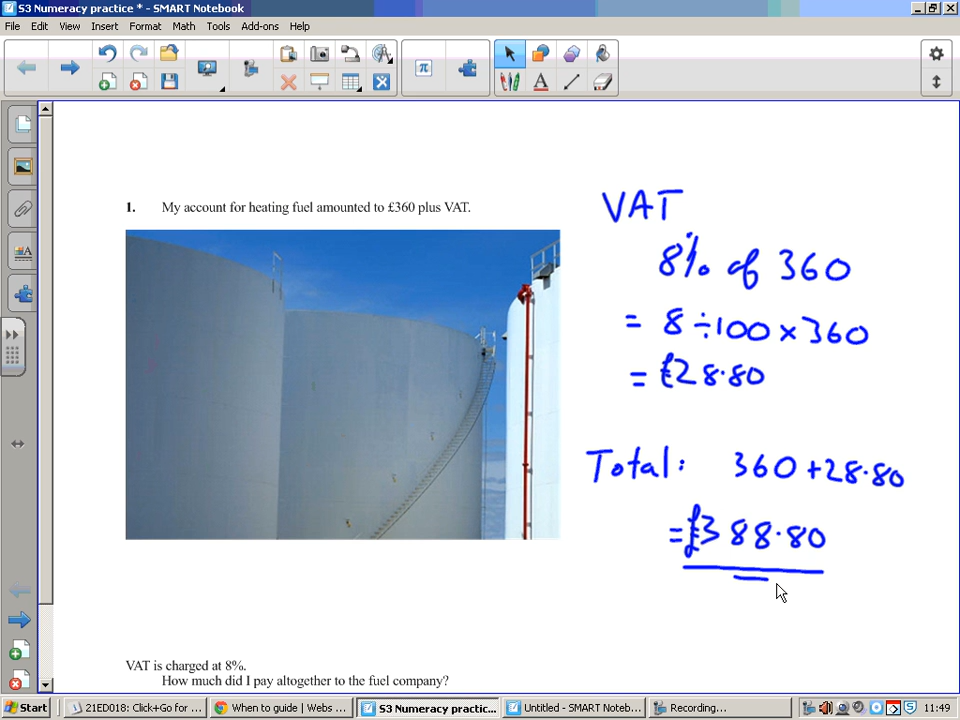 S3 Numeracy practice * - SMART Notebook
File Edit View Insert Format Math Tools Add-ons Help
1. My account for heating fuel amounted to £360 plus VAT.
VAT
8% of 360
= 8 ÷ 100 × 360
= £28·80
Total: 360 + 28·80
= £388·80
VAT is charged at 8%.
How much did I pay altogether to the fuel company?
Start 21ED018: Click+Go for ... When to guide | Webs ... S3 Numeracy practic... Untitled - SMART Noteb... Recording... 11:49